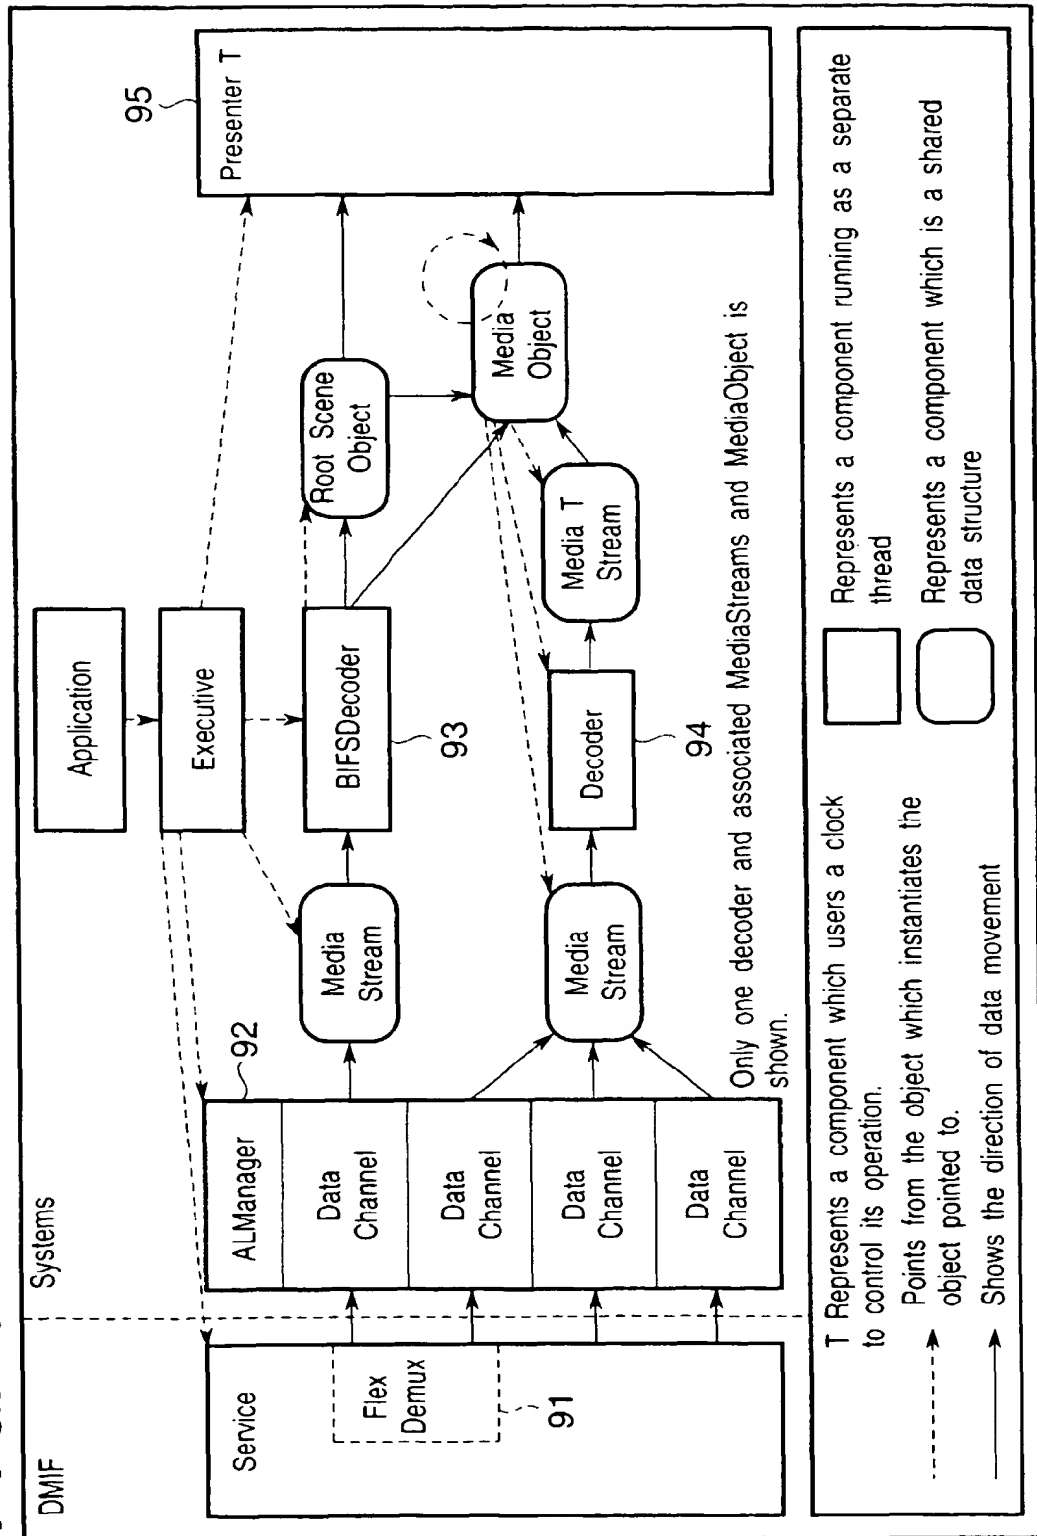 DMIF
Systems
Service
Flex
Demux
91
ALManager
92
Data
Channel
Data
Channel
Data
Channel
Data
Channel
Application
Executive
Media
Stream
BIFSDecoder
93
Root Scene
Object
Media
Stream
Decoder
94
Media T
Stream
Media
Object
Presenter T
95
Only one decoder and associated MediaStreams and MediaObject is
shown.
T Represents a component which users a clock
to control its operation.
Points from the object which instantiates the
object pointed to.
Shows the direction of data movement
Represents a component running as a separate
thread
Represents a component which is a shared
data structure